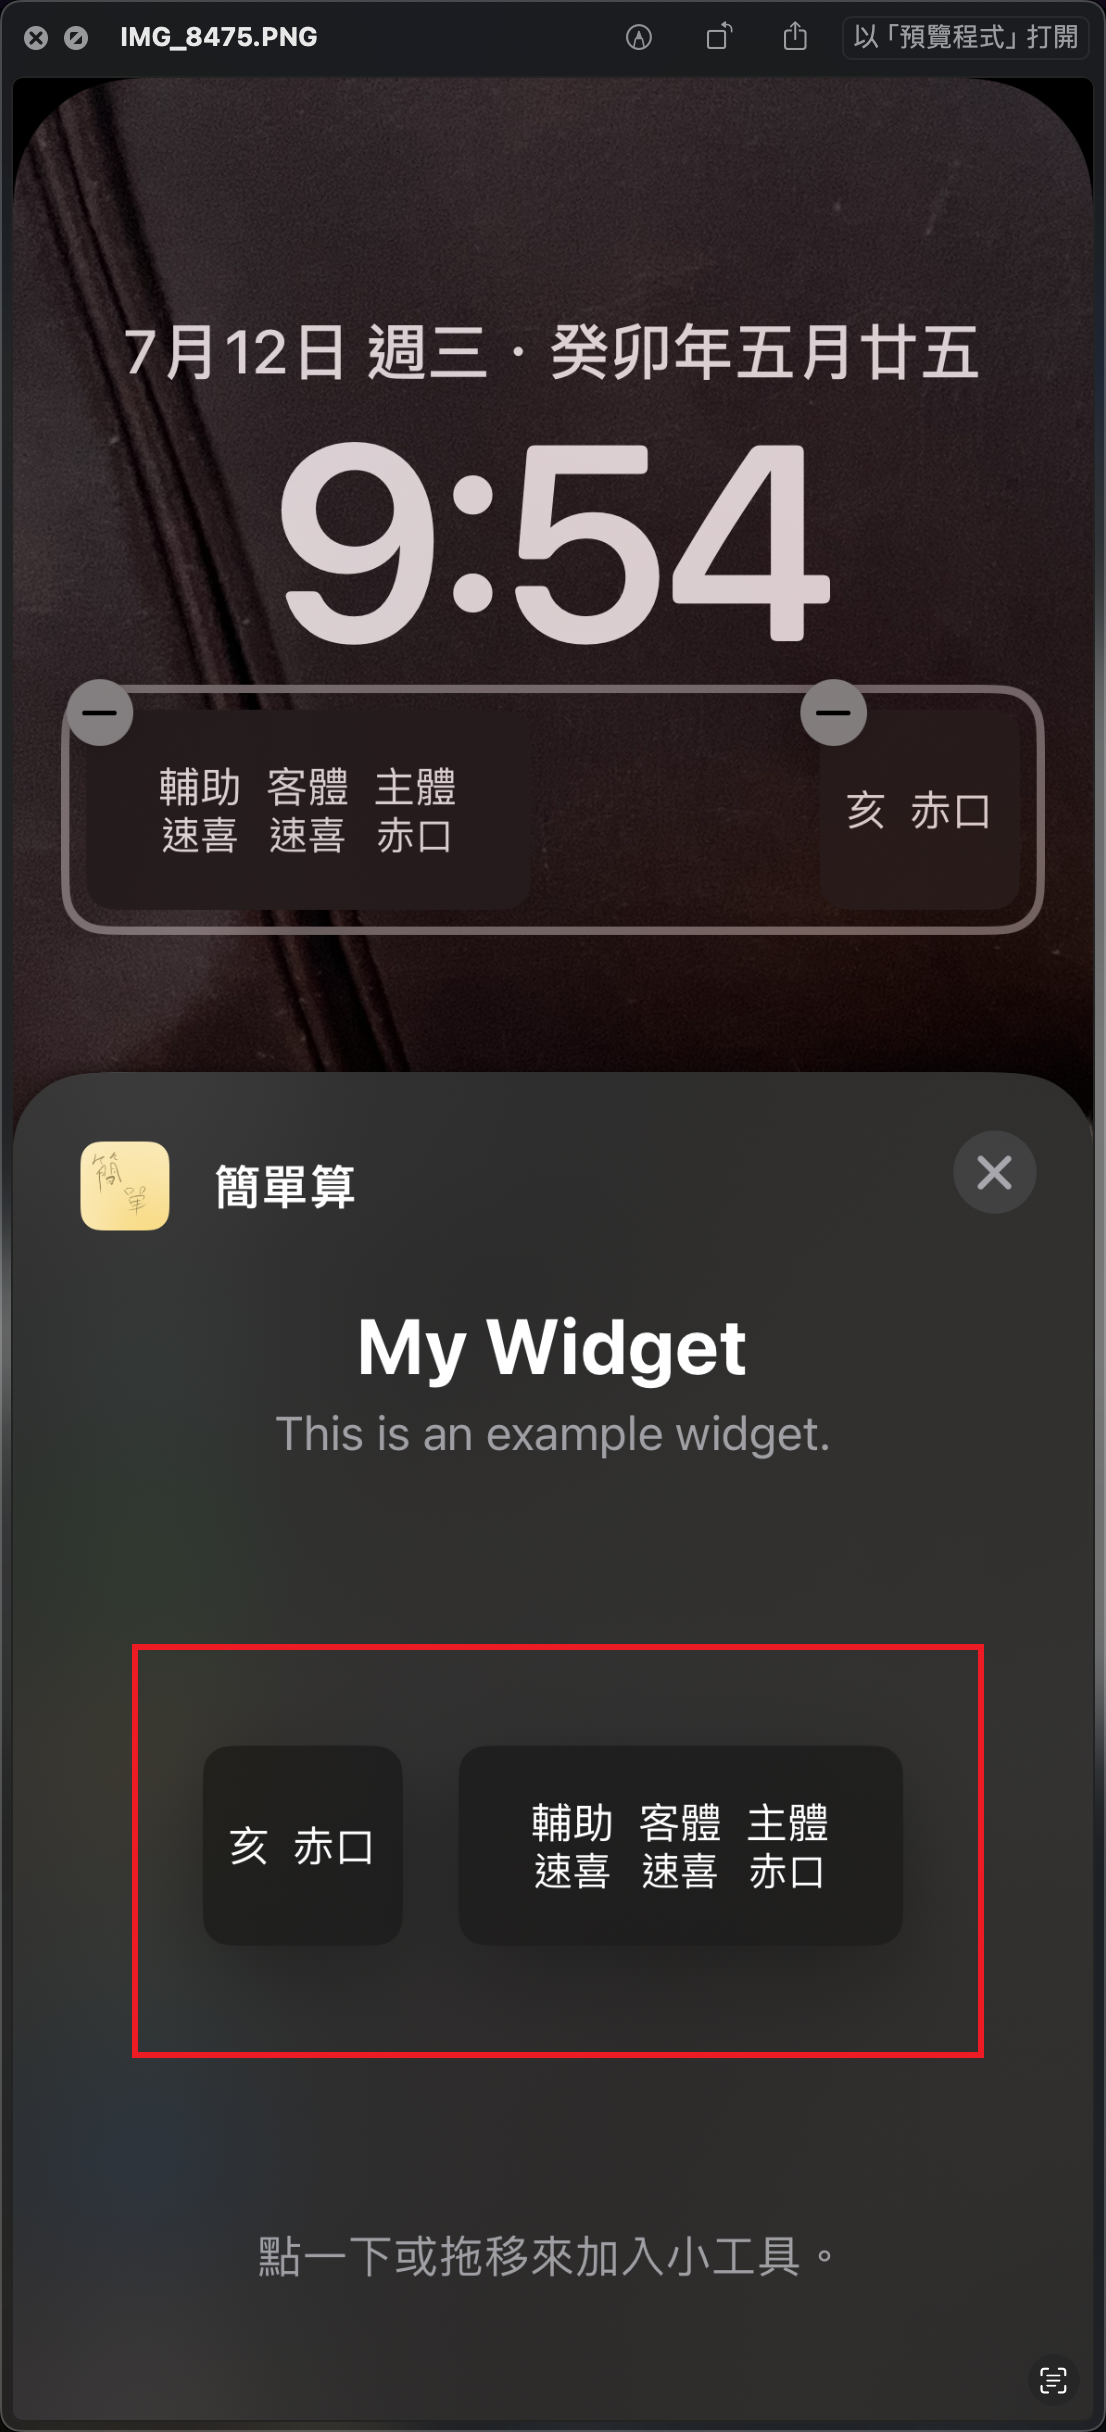 IMG_8475.PNG
以「預覽程式」打開
7月12日 週三・癸卯年五月廿五
9:54
輔助 客體 主體
速喜 速喜 赤口
亥 赤口
簡單
簡單算
My Widget
This is an example widget.
亥 赤口
輔助 客體 主體
速喜 速喜 赤口
點一下或拖移來加入小工具。